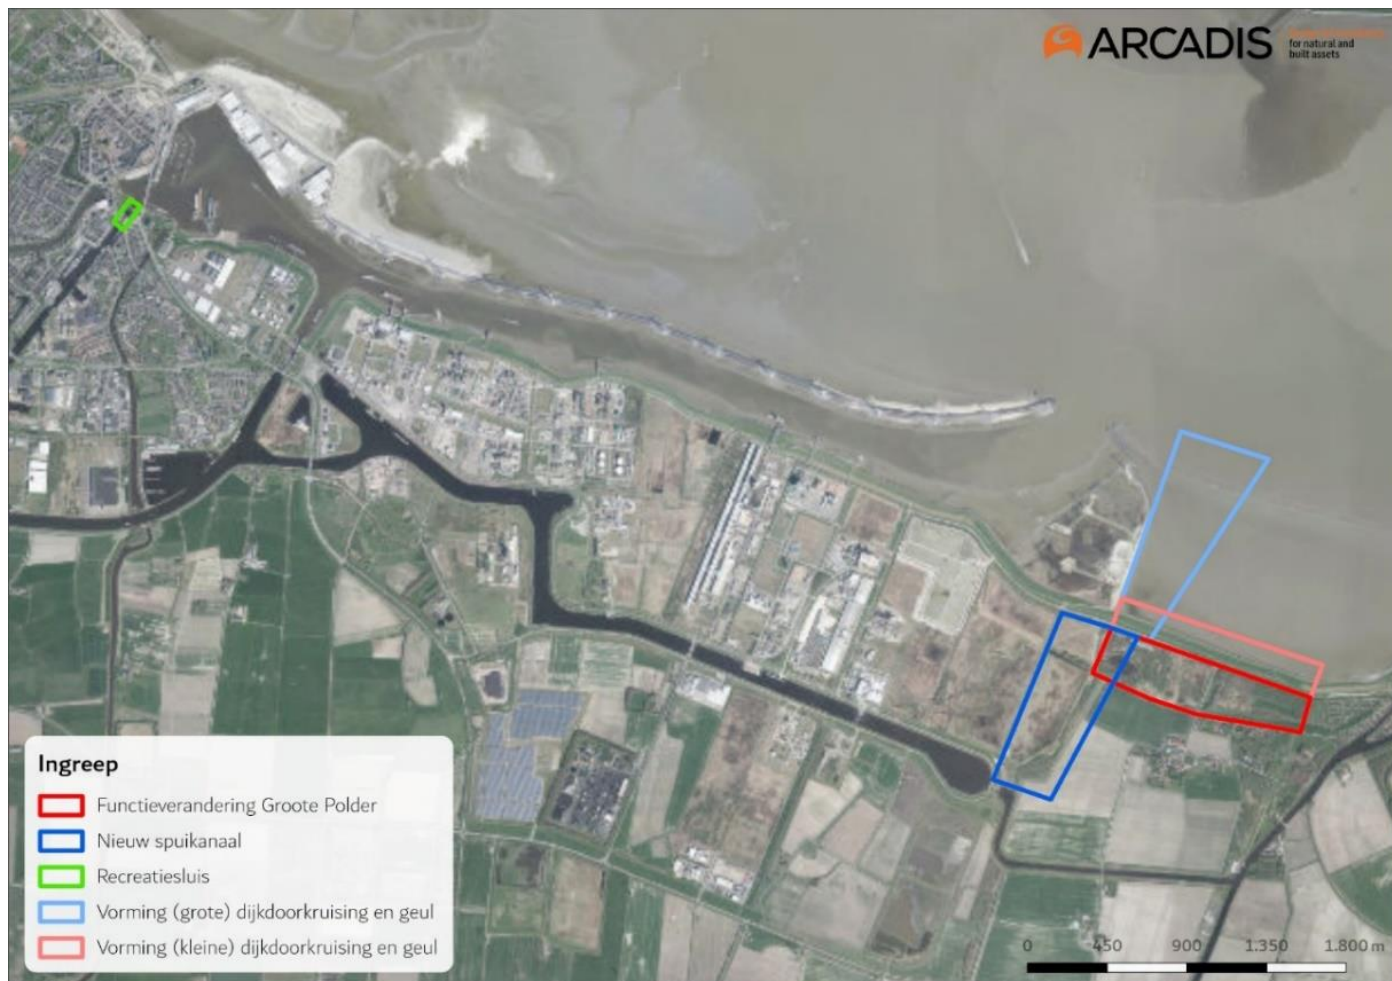 ARCADIS
for natural and
built assets
Ingreep
Functieverandering Groote Polder
Nieuw spuikanaal
Recreatiesluis
Vorming (grote) dijkdoorkruising en geul
Vorming (kleine) dijkdoorkruising en geul
0 450 900 1.350 1.800 m